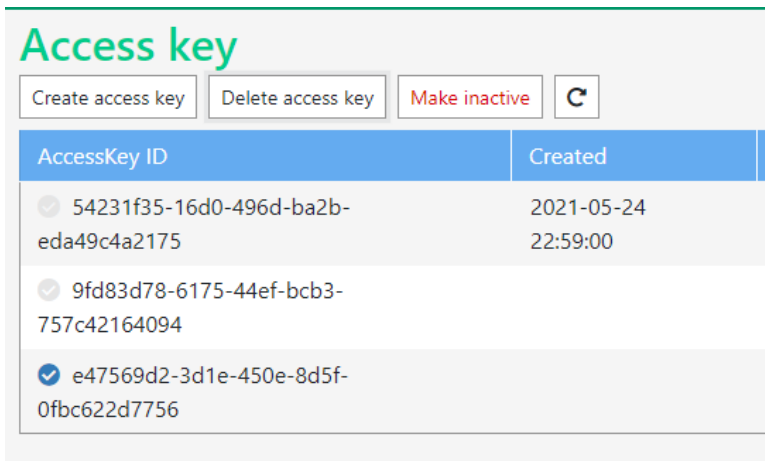 Access key
Create access key Delete access key Make inactive
AccessKey ID Created
54231f35-16d0-496d-ba2b- 2021-05-24
eda49c4a2175 22:59:00
9fd83d78-6175-44ef-bcb3-
757c42164094
e47569d2-3d1e-450e-8d5f-
0fbc622d7756